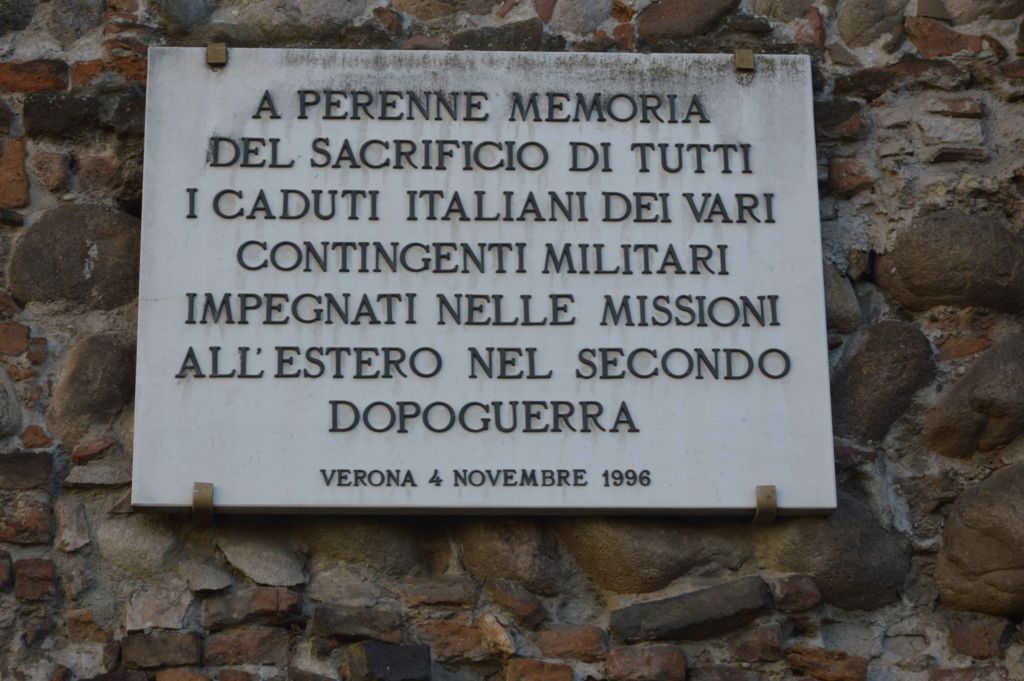 A PERENNE MEMORIA
DEL SACRIFICIO DI TUTTI
I CADUTI ITALIANI DEI VARI
CONTINGENTI MILITARI
IMPEGNATI NELLE MISSIONI
ALL'ESTERO NEL SECONDO
DOPOGUERRA
VERONA 4 NOVEMBRE 1996